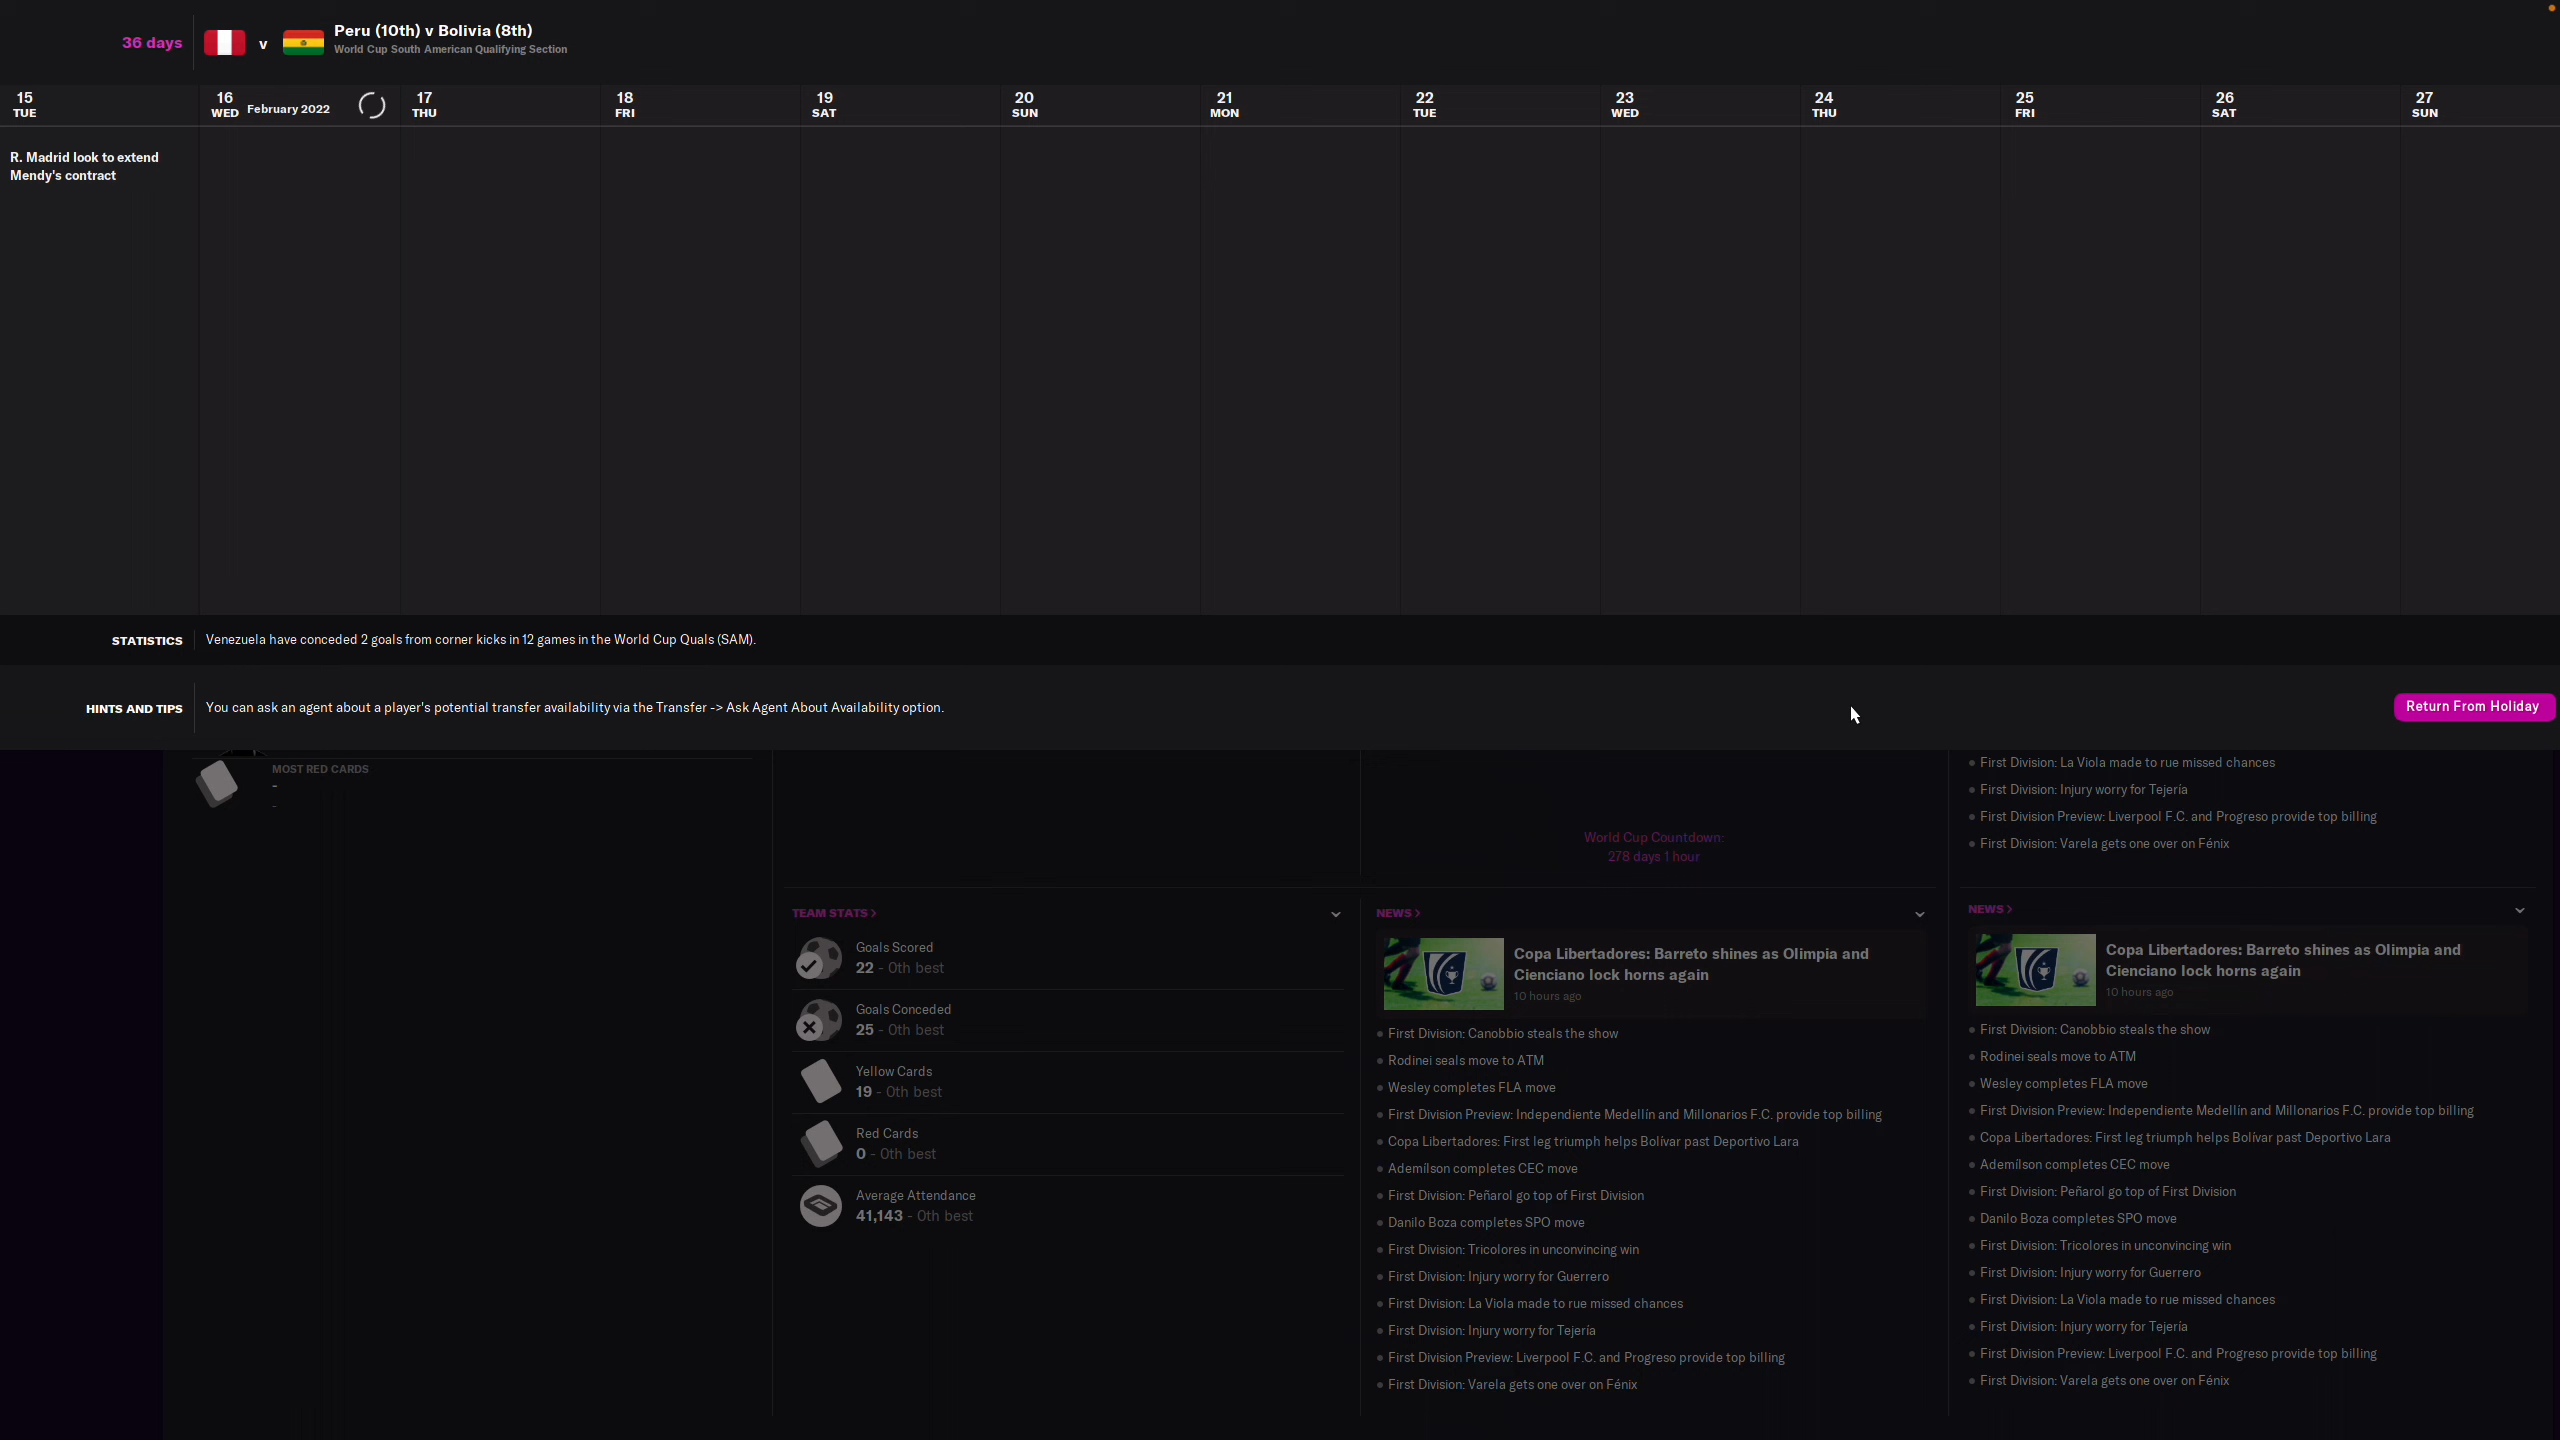 36 days
v
Peru (10th) v Bolivia (8th)
World Cup South American Qualifying Section
15
TUE
16
WED
February 2022
17
THU
18
FRI
19
SAT
20
SUN
21
MON
22
TUE
23
WED
24
THU
25
FRI
26
SAT
27
SUN
R. Madrid look to extend
Mendy's contract
STATISTICS
Venezuela have conceded 2 goals from corner kicks in 12 games in the World Cup Quals (SAM).
HINTS AND TIPS
You can ask an agent about a player's potential transfer availability via the Transfer -> Ask Agent About Availability option.
Return From Holiday
MOST RED CARDS
-
-
World Cup Countdown:
278 days 1 hour
First Division: La Viola made to rue missed chances
First Division: Injury worry for Tejería
First Division Preview: Liverpool F.C. and Progreso provide top billing
First Division: Varela gets one over on Fénix
TEAM STATS >
Goals Scored
22 - 0th best
Goals Conceded
25 - 0th best
Yellow Cards
19 - 0th best
Red Cards
0 - 0th best
Average Attendance
41,143 - 0th best
NEWS >
Copa Libertadores: Barreto shines as Olimpia and
Cienciano lock horns again
10 hours ago
First Division: Canobbio steals the show
Rodinei seals move to ATM
Wesley completes FLA move
First Division Preview: Independiente Medellín and Millonarios F.C. provide top billing
Copa Libertadores: First leg triumph helps Bolívar past Deportivo Lara
Ademílson completes CEC move
First Division: Peñarol go top of First Division
Danilo Boza completes SPO move
First Division: Tricolores in unconvincing win
First Division: Injury worry for Guerrero
First Division: La Viola made to rue missed chances
First Division: Injury worry for Tejería
First Division Preview: Liverpool F.C. and Progreso provide top billing
First Division: Varela gets one over on Fénix
NEWS >
Copa Libertadores: Barreto shines as Olimpia and
Cienciano lock horns again
10 hours ago
First Division: Canobbio steals the show
Rodinei seals move to ATM
Wesley completes FLA move
First Division Preview: Independiente Medellín and Millonarios F.C. provide top billing
Copa Libertadores: First leg triumph helps Bolívar past Deportivo Lara
Ademílson completes CEC move
First Division: Peñarol go top of First Division
Danilo Boza completes SPO move
First Division: Tricolores in unconvincing win
First Division: Injury worry for Guerrero
First Division: La Viola made to rue missed chances
First Division: Injury worry for Tejería
First Division Preview: Liverpool F.C. and Progreso provide top billing
First Division: Varela gets one over on Fénix